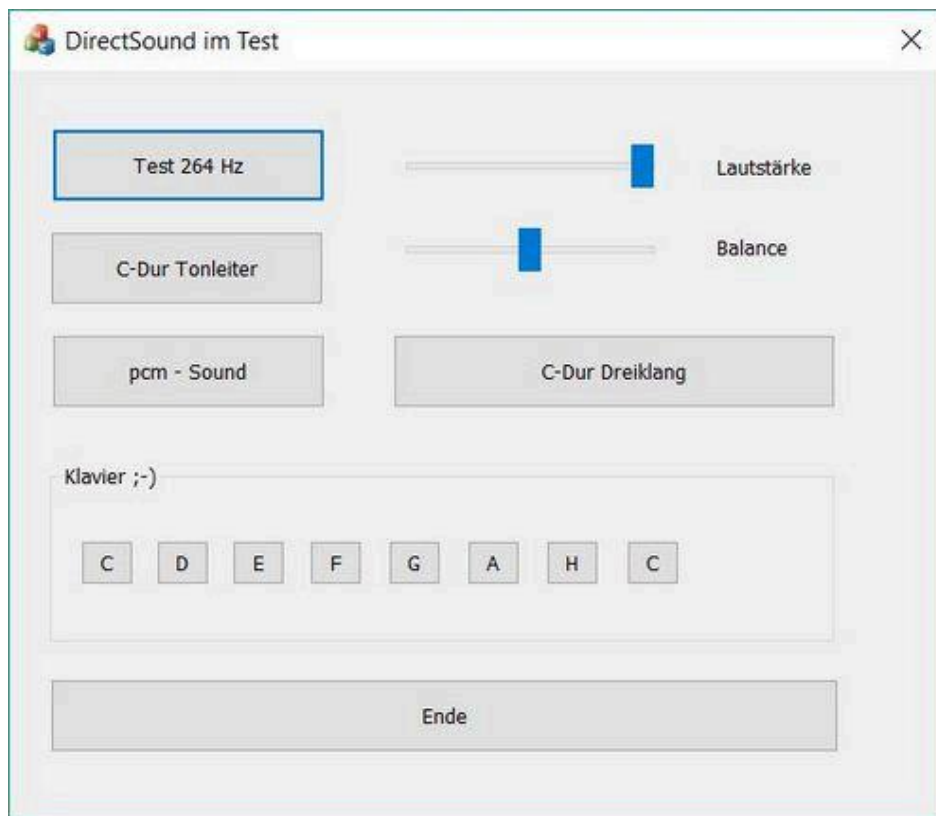 DirectSound im Test
Test 264 Hz
Lautstärke
C-Dur Tonleiter
Balance
pcm - Sound
C-Dur Dreiklang
Klavier ;-)
C D E F G A H C
Ende